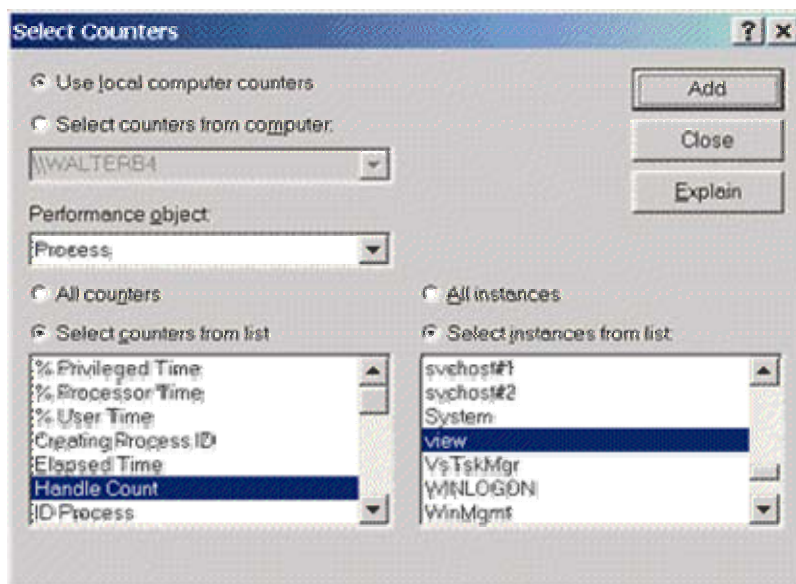 Select Counters
Use local computer counters
Add
Select counters from computer:
Close
\\WALTERB4
Explain
Performance object:
Process
All counters
All instances
Select counters from list
Select instances from list:
% Privileged Time
% Processor Time
% User Time
Creating Process ID
Elapsed Time
Handle Count
ID Process
svchost#1
svchost#2
System
view
VsTskMgr
WINLOGON
WinMgmt